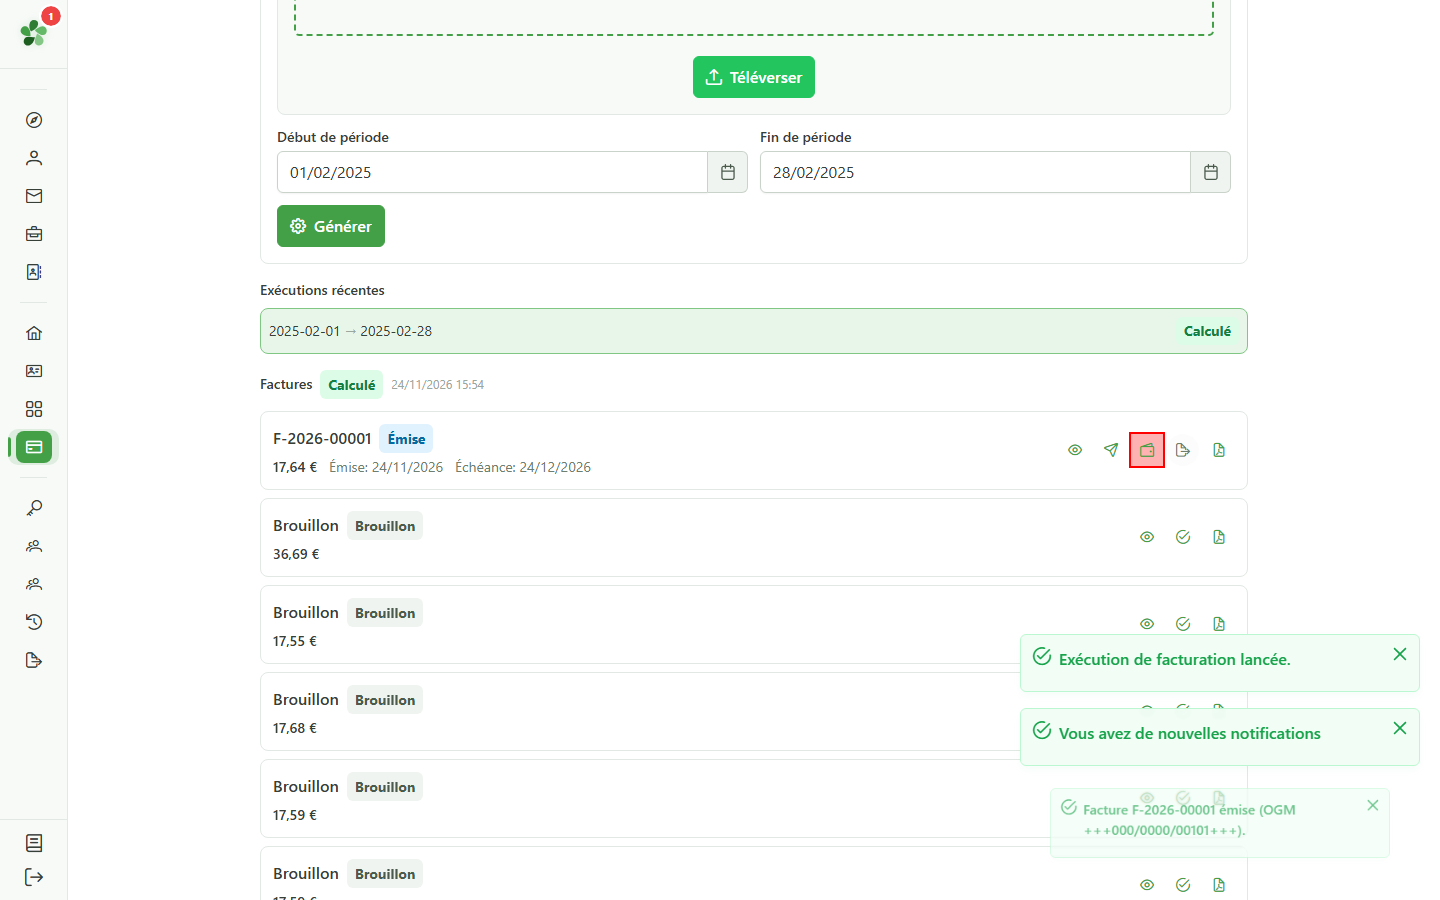 1
Téléverser
Début de période
Fin de période
01/02/2025
28/02/2025
Générer
Exécutions récentes
2025-02-01 → 2025-02-28
Calculé
Factures Calculé 24/11/2026 15:54
F-2026-00001 Émise
17,64 € Émise: 24/11/2026 Échéance: 24/12/2026
Brouillon Brouillon
36,69 €
Brouillon Brouillon
17,55 €
Exécution de facturation lancée.
Brouillon Brouillon
17,68 €
Vous avez de nouvelles notifications
Brouillon Brouillon
17,59 €
Facture F-2026-00001 émise (OGM
+++000/0000/00101+++).
Brouillon Brouillon